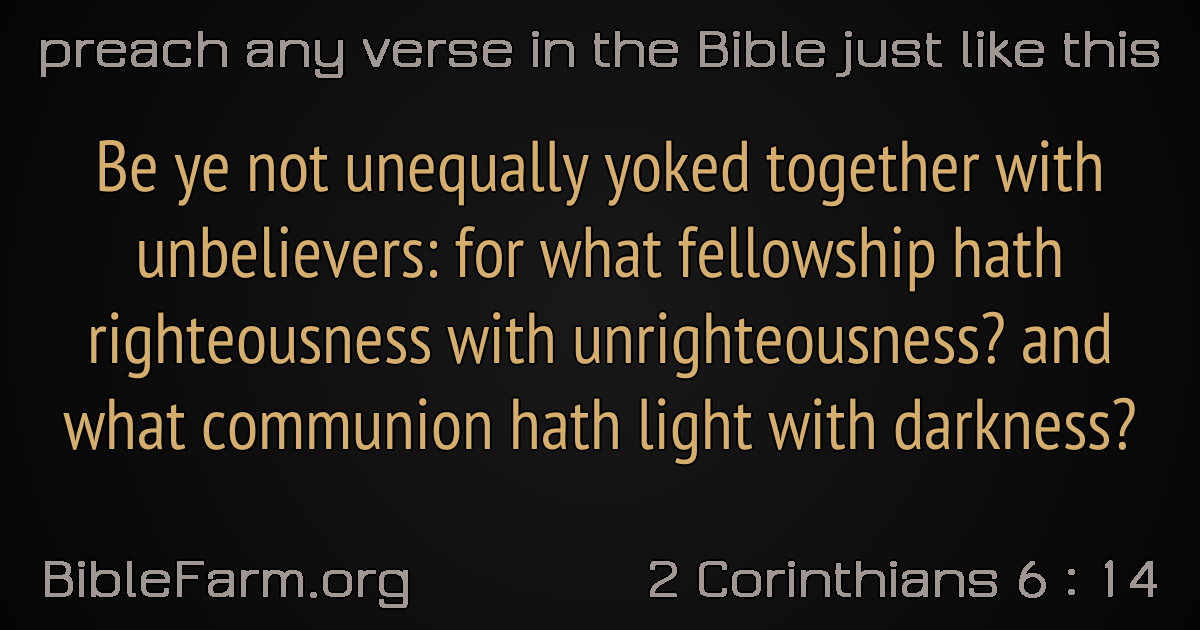 preach any verse in the Bible just like this
Be ye not unequally yoked together with
unbelievers: for what fellowship hath
righteousness with unrighteousness? and
what communion hath light with darkness?
BibleFarm.org
2 Corinthians 6 : 14